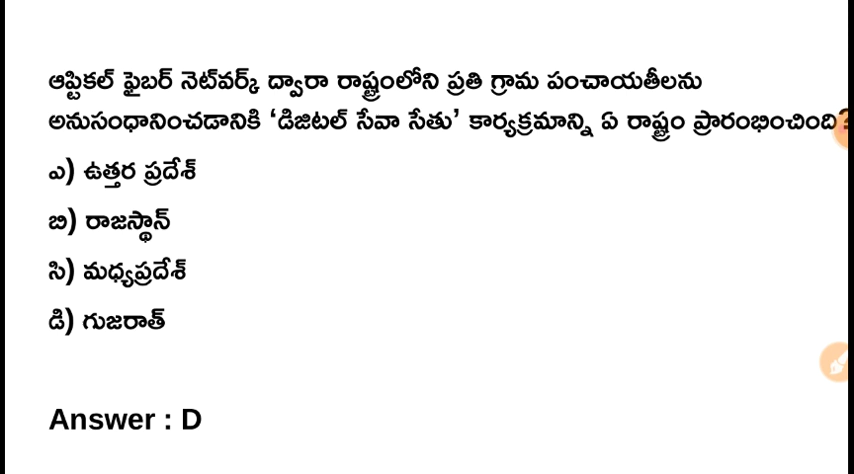 ఆప్టికల్ ఫైబర్ నెట్‌వర్క్ ద్వారా రాష్ట్రంలోని ప్రతి గ్రామ పంచాయతీలను
అనుసంధానించడానికి ‘డిజిటల్ సేవా సేతు’ కార్యక్రమాన్ని ఏ రాష్ట్రం ప్రారంభించింది?
ఎ) ఉత్తర ప్రదేశ్
బి) రాజస్థాన్
సి) మధ్యప్రదేశ్
డి) గుజరాత్
Answer : D